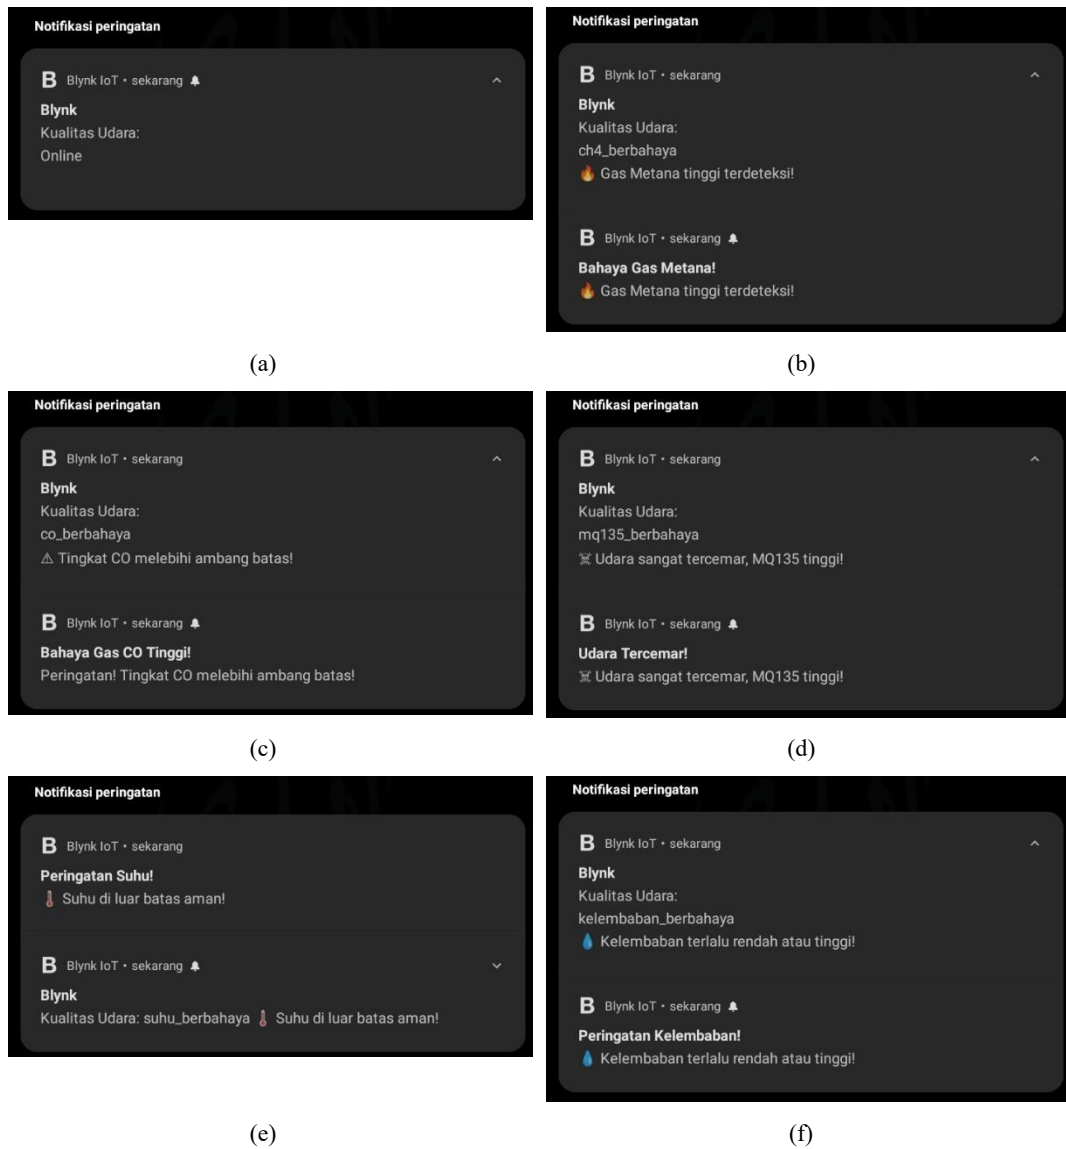 Notifikasi peringatan
B Blynk IoT • sekarang 🔔
Blynk
Kualitas Udara:
Online
(a)
Notifikasi peringatan
B Blynk IoT • sekarang
Blynk
Kualitas Udara:
ch4_berbahaya
🔥 Gas Metana tinggi terdeteksi!
B Blynk IoT • sekarang 🔔
Bahaya Gas Metana!
🔥 Gas Metana tinggi terdeteksi!
(b)
Notifikasi peringatan
B Blynk IoT • sekarang
Blynk
Kualitas Udara:
co_berbahaya
⚠ Tingkat CO melebihi ambang batas!
B Blynk IoT • sekarang 🔔
Bahaya Gas CO Tinggi!
Peringatan! Tingkat CO melebihi ambang batas!
(c)
Notifikasi peringatan
B Blynk IoT • sekarang
Blynk
Kualitas Udara:
mq135_berbahaya
☠ Udara sangat tercemar, MQ135 tinggi!
B Blynk IoT • sekarang 🔔
Udara Tercemar!
☠ Udara sangat tercemar, MQ135 tinggi!
(d)
Notifikasi peringatan
B Blynk IoT • sekarang
Peringatan Suhu!
🌡 Suhu di luar batas aman!
B Blynk IoT • sekarang 🔔
Blynk
Kualitas Udara: suhu_berbahaya 🌡 Suhu di luar batas aman!
(e)
Notifikasi peringatan
B Blynk IoT • sekarang
Blynk
Kualitas Udara:
kelembaban_berbahaya
💧 Kelembaban terlalu rendah atau tinggi!
B Blynk IoT • sekarang 🔔
Peringatan Kelembaban!
💧 Kelembaban terlalu rendah atau tinggi!
(f)